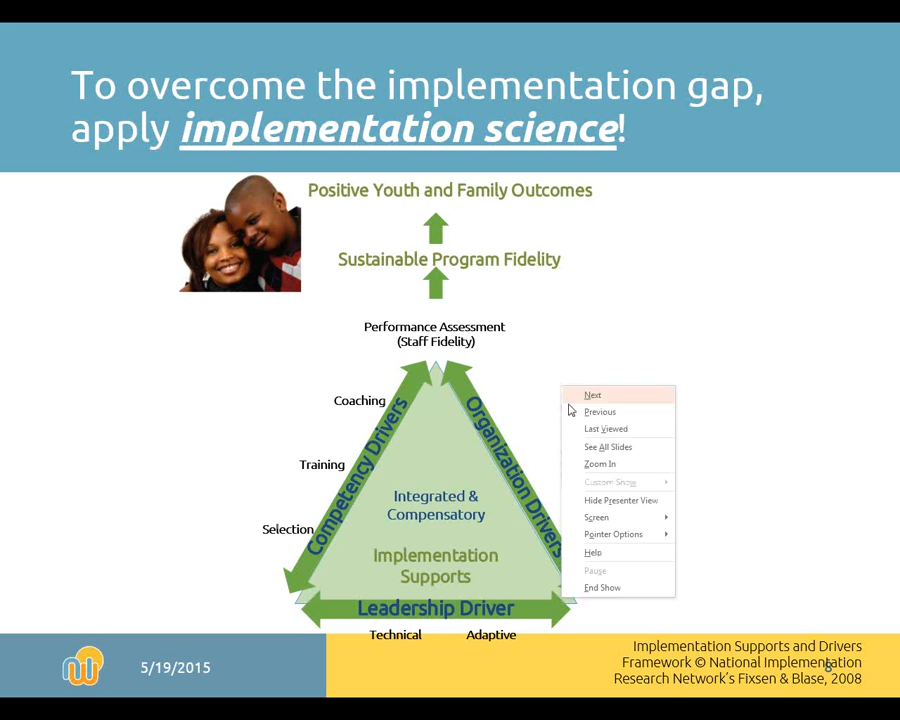 To overcome the implementation gap,
apply implementation science!
Positive Youth and Family Outcomes
Sustainable Program Fidelity
Performance Assessment
(Staff Fidelity)
Coaching
Training
Selection
Competency Drivers
Organization Drivers
Integrated &
Compensatory
Implementation
Supports
Leadership Driver
Technical
Adaptive
Next
Previous
Last Viewed
See All Slides
Zoom In
Custom Show
Hide Presenter View
Screen
Pointer Options
Help
Pause
End Show
5/19/2015
Implementation Supports and Drivers
Framework © National Implementation
Research Network's Fixsen & Blase, 2008
8